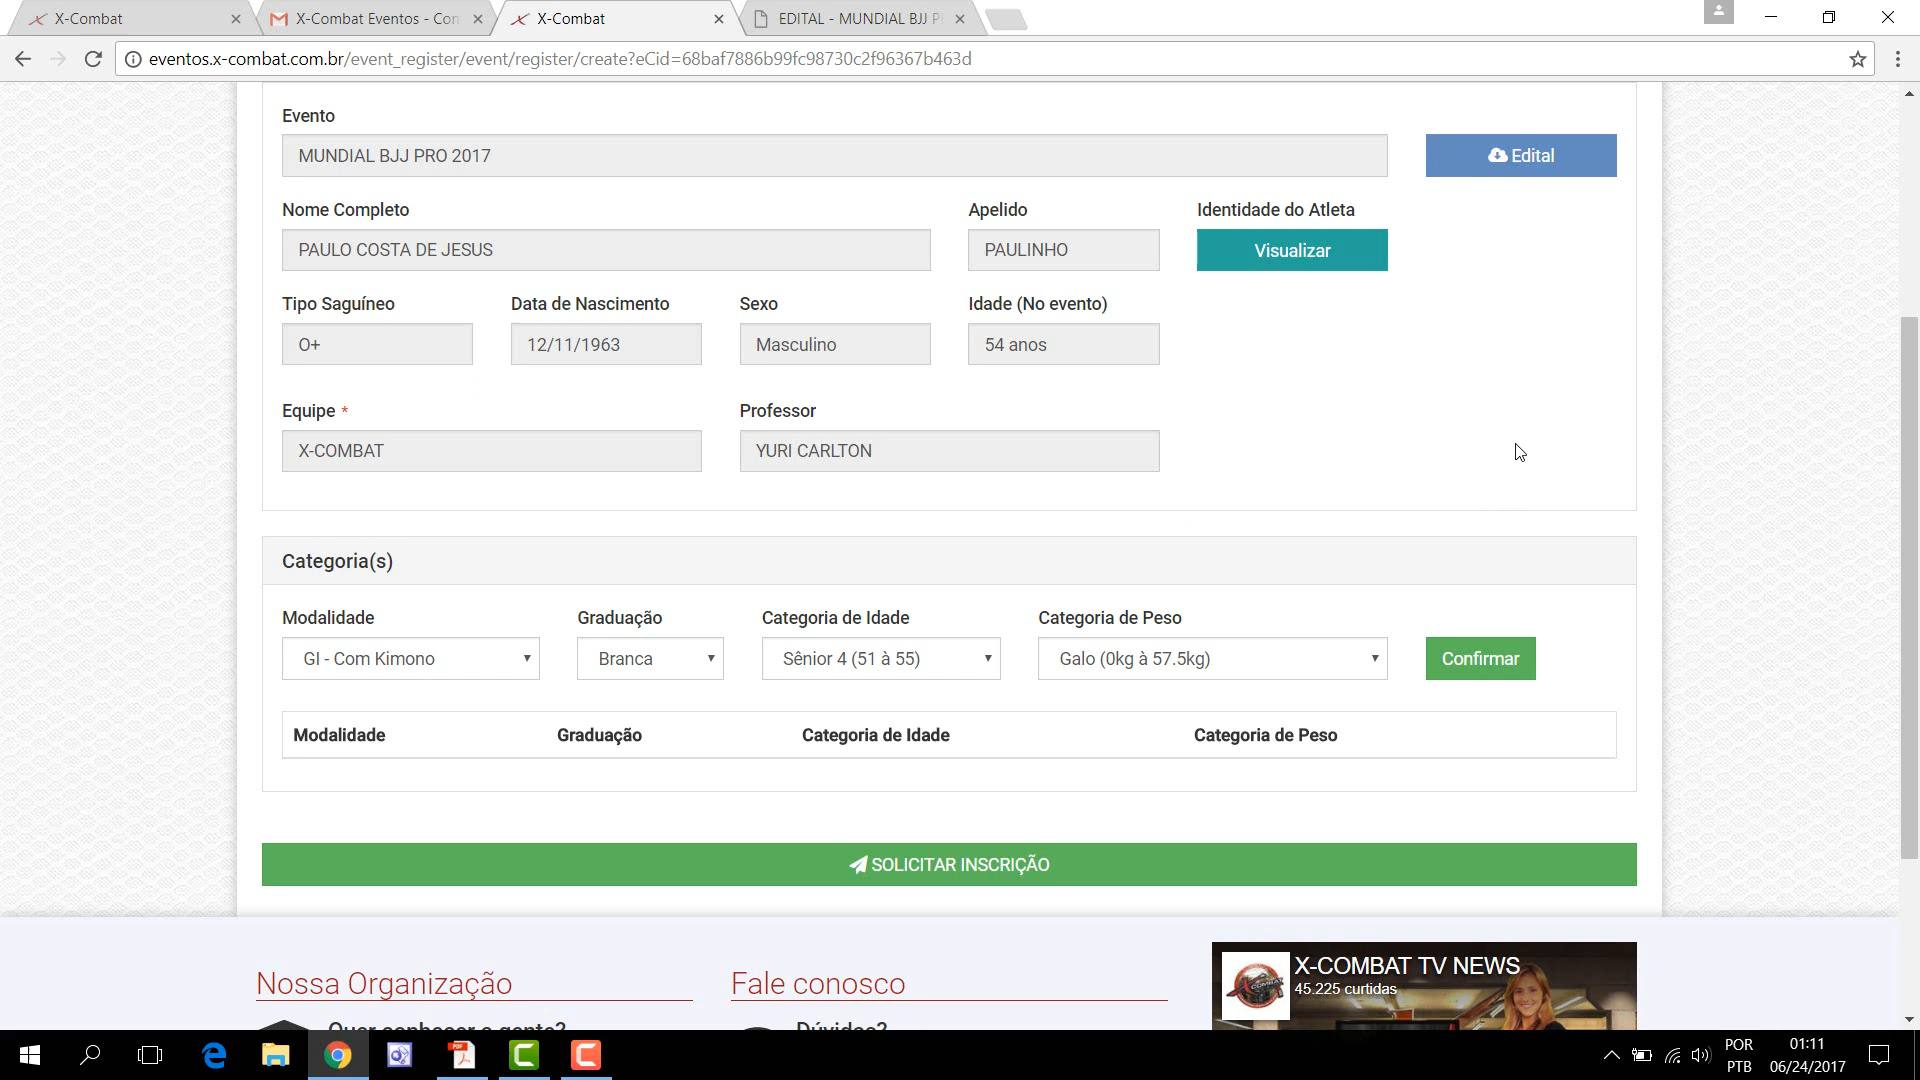 X-Combat
X-Combat Eventos - Con
X-Combat
EDITAL - MUNDIAL BJJ P
eventos.x-combat.com.br/event_register/event/register/create?eCid=68baf7886b99fc98730c2f96367b463d
Evento
MUNDIAL BJJ PRO 2017
Edital
Nome Completo
Apelido
Identidade do Atleta
PAULO COSTA DE JESUS
PAULINHO
Visualizar
Tipo Saguíneo
Data de Nascimento
Sexo
Idade (No evento)
O+
12/11/1963
Masculino
54 anos
Equipe *
Professor
X-COMBAT
YURI CARLTON
Categoria(s)
Modalidade
Graduação
Categoria de Idade
Categoria de Peso
GI - Com Kimono
Branca
Sênior 4 (51 à 55)
Galo (0kg à 57.5kg)
Confirmar
Modalidade
Graduação
Categoria de Idade
Categoria de Peso
SOLICITAR INSCRIÇÃO
Nossa Organização
Fale conosco
X-COMBAT TV NEWS
45.225 curtidas
Quer conhecer a gente?
Dúvidas?
POR
PTB
01:11
06/24/2017